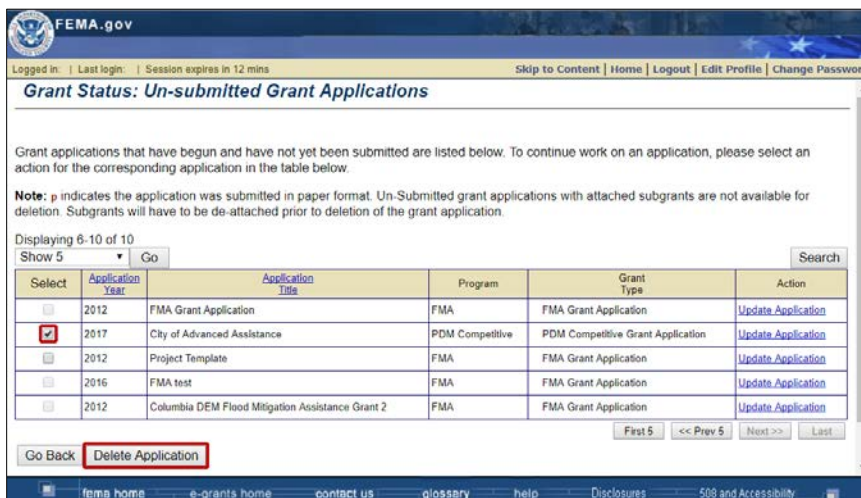 FEMA.gov
Logged in: | Last login: | Session expires in 12 mins
Skip to Content | Home | Logout | Edit Profile | Change Passwor
Grant Status: Un-submitted Grant Applications
Grant applications that have begun and have not yet been submitted are listed below. To continue work on an application, please select an
action for the corresponding application in the table below.
Note: p indicates the application was submitted in paper format. Un-Submitted grant applications with attached subgrants are not available for
deletion. Subgrants will have to be de-attached prior to deletion of the grant application.
Displaying 6-10 of 10
Show 5 Go Search
Select Application Year Application Title Program Grant Type Action
2012 FMA Grant Application FMA FMA Grant Application Update Application
2017 City of Advanced Assistance PDM Competitive PDM Competitive Grant Application Update Application
2012 Project Template FMA FMA Grant Application Update Application
2016 FMA test FMA FMA Grant Application Update Application
2012 Columbia DEM Flood Mitigation Assistance Grant 2 FMA FMA Grant Application Update Application
First 5 << Prev 5 Next >> Last
Go Back Delete Application
fema home e-grants home contact us glossary help Disclosures 508 and Accessibility